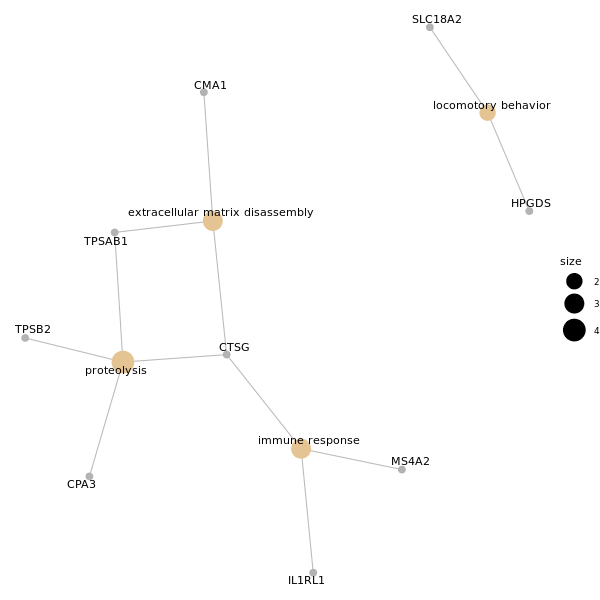 SLC18A2
CMA1
locomotory behavior
HPGDS
extracellular matrix disassembly
TPSAB1
size
2
3
4
TPSB2
CTSG
proteolysis
immune response
MS4A2
CPA3
IL1RL1